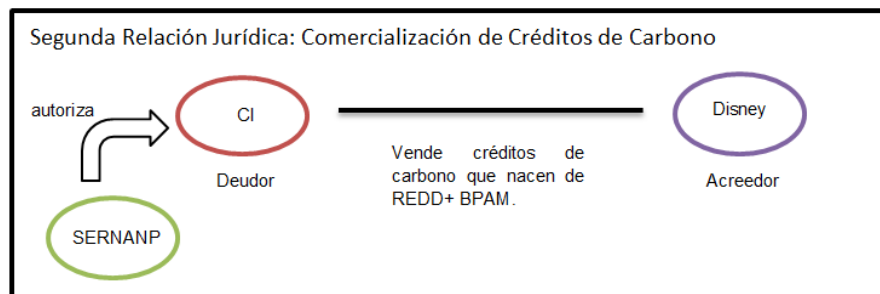 Segunda Relación Jurídica: Comercialización de Créditos de Carbono
autoriza
CI
Disney
Vende créditos de
carbono que nacen de
REDD+ BPAM.
Deudor
Acreedor
SERNANP